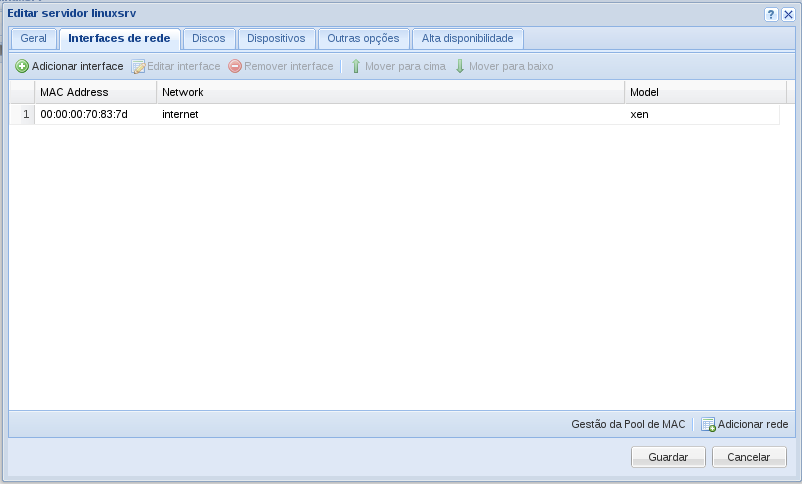 Editar servidor linuxsrv
Geral Interfaces de rede Discos Dispositivos Outras opções Alta disponibilidade
Adicionar interface Editar interface Remover interface Mover para cima Mover para baixo
MAC Address Network Model
1 00:00:00:70:83:7d internet xen
Gestão da Pool de MAC Adicionar rede
Guardar Cancelar